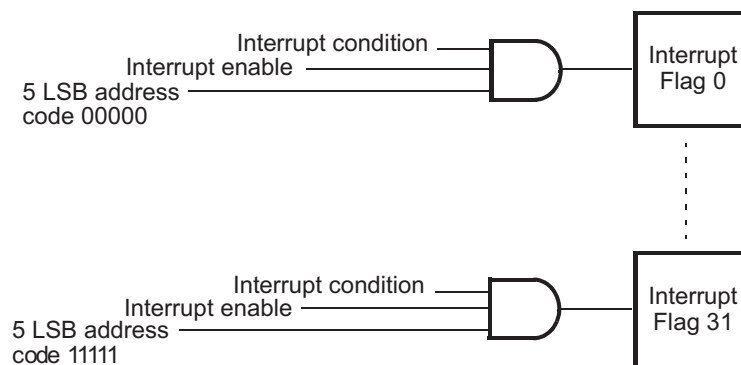 Interrupt condition
Interrupt enable
5 LSB address
code 00000
Interrupt
Flag 0
Interrupt condition
Interrupt enable
5 LSB address
code 11111
Interrupt
Flag 31